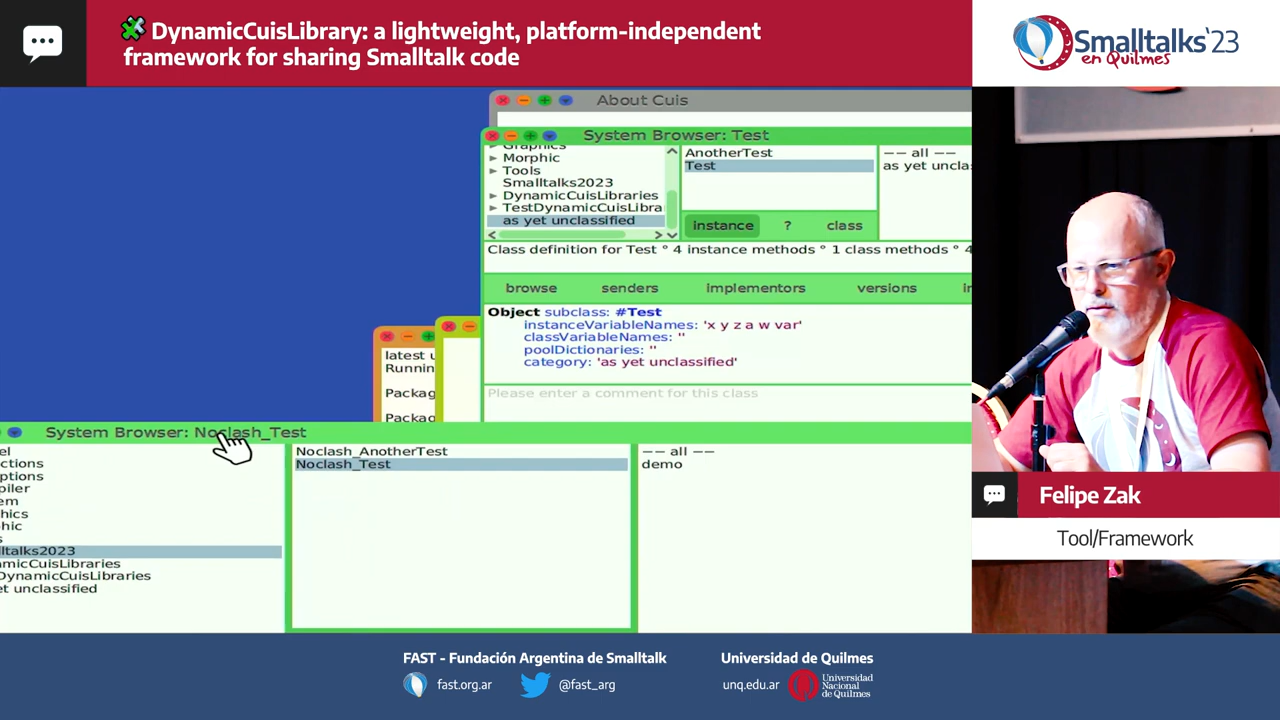 DynamicCuisLibrary: a lightweight, platform-independent
framework for sharing Smalltalk code
Smalltalks'23
en Quilmes
About Cuis
System Browser: Test
Graphics
Morphic
Tools
Smalltalks2023
DynamicCuisLibraries
TestDynamicCuisLibra
as yet unclassified
AnotherTest
Test
-- all --
as yet uncla
instance ? class
Class definition for Test ° 4 instance methods ° 1 class methods ° 4
browse senders implementors versions in
Object subclass: #Test
instanceVariableNames: 'x y z a w var'
classVariableNames: ''
poolDictionaries: ''
category: 'as yet unclassified'
Please enter a comment for this class
latest u
Runnin
Packag
Packag
System Browser: Noclash_Test
el
ctions
ptions
piler
em
hics
hic
s
lltalks2023
amicCuisLibraries
DynamicCuisLibraries
et unclassified
Noclash_AnotherTest
Noclash_Test
-- all --
demo
Felipe Zak
Tool/Framework
FAST - Fundación Argentina de Smalltalk
fast.org.ar
@fast_arg
Universidad de Quilmes
unq.edu.ar
Universidad
Nacional
de Quilmes